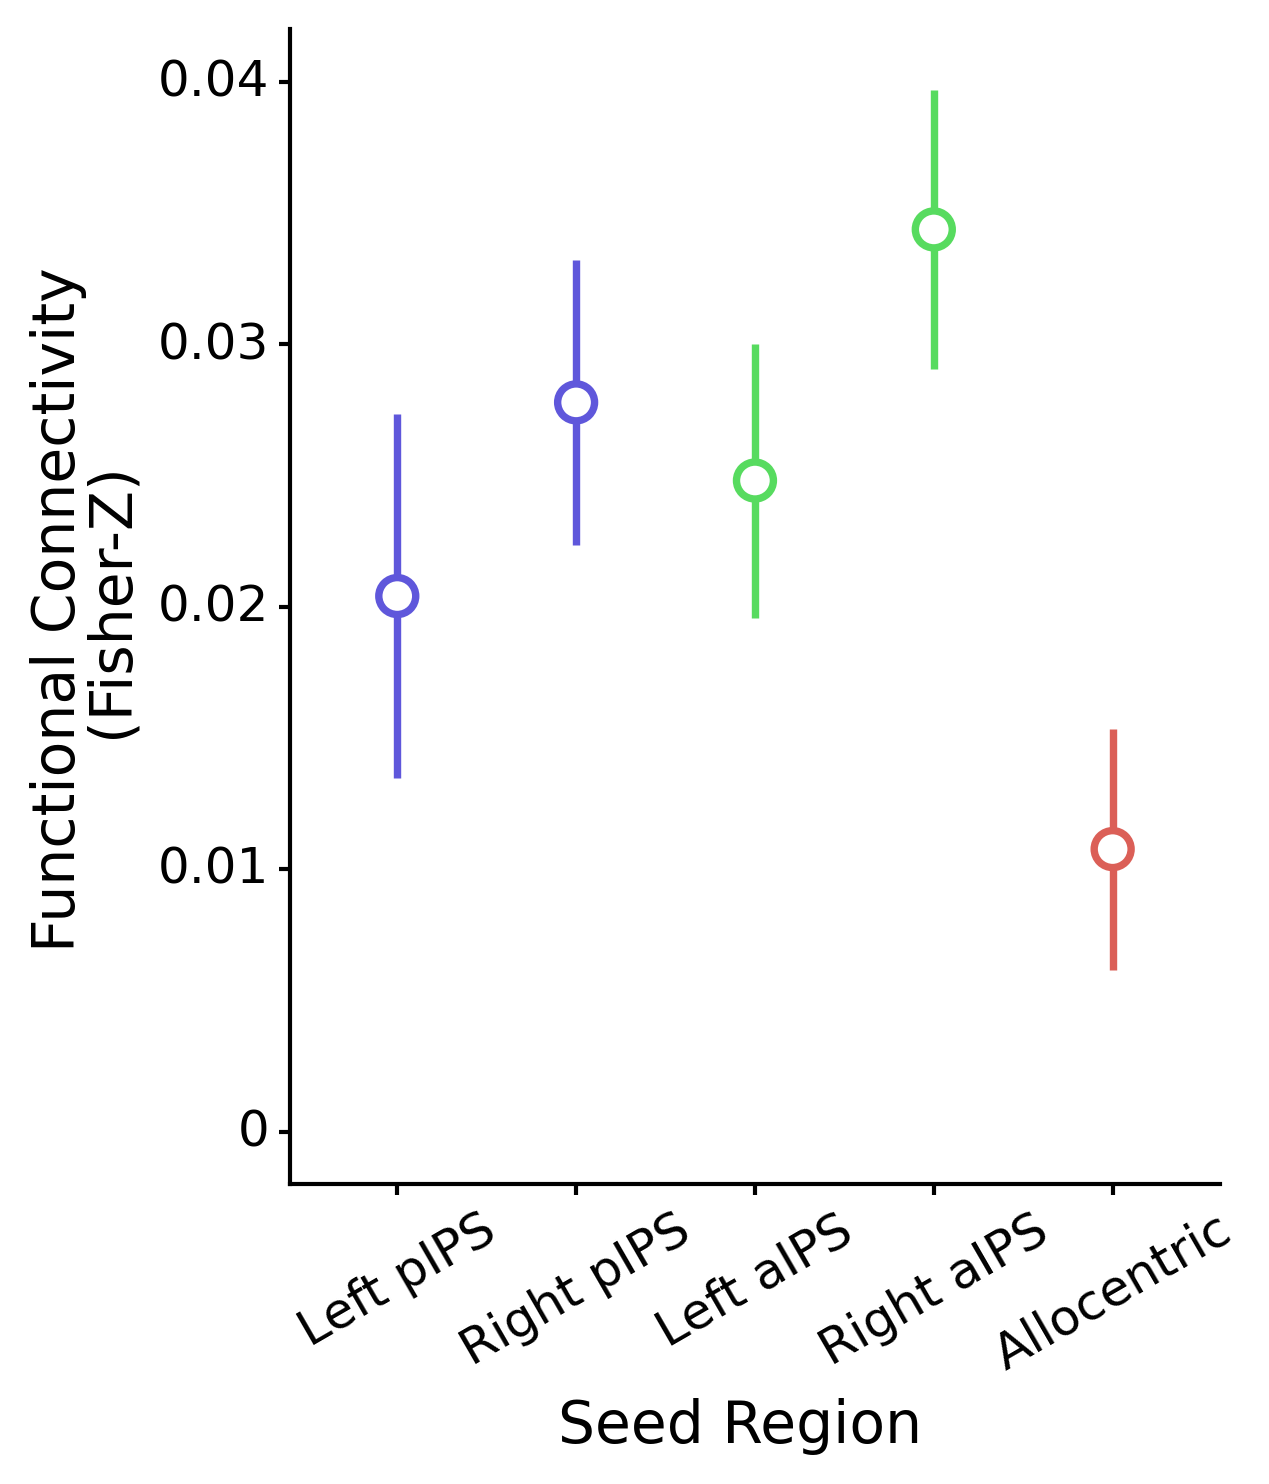 Functional Connectivity
(Fisher-Z)
0.04
0.03
0.02
0.01
0
Left pIPS
Right pIPS
Left aIPS
Right aIPS
Allocentric
Seed Region